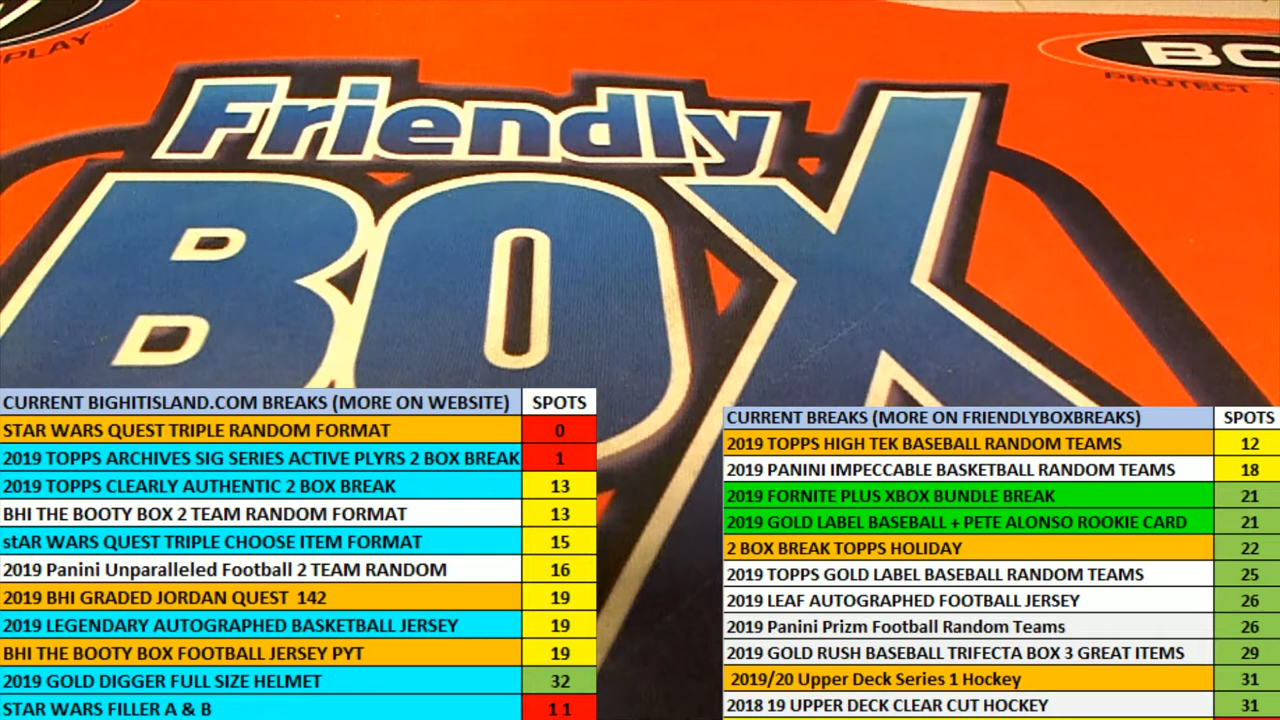 PLAY
BC
PROTECT
Friendly
BOX
CURRENT BIGHITISLAND.COM BREAKS (MORE ON WEBSITE) SPOTS
STAR WARS QUEST TRIPLE RANDOM FORMAT 0
2019 TOPPS ARCHIVES SIG SERIES ACTIVE PLYRS 2 BOX BREAK 1
2019 TOPPS CLEARLY AUTHENTIC 2 BOX BREAK 13
BHI THE BOOTY BOX 2 TEAM RANDOM FORMAT 13
stAR WARS QUEST TRIPLE CHOOSE ITEM FORMAT 15
2019 Panini Unparalleled Football 2 TEAM RANDOM 16
2019 BHI GRADED JORDAN QUEST 142 19
2019 LEGENDARY AUTOGRAPHED BASKETBALL JERSEY 19
BHI THE BOOTY BOX FOOTBALL JERSEY PYT 19
2019 GOLD DIGGER FULL SIZE HELMET 32
STAR WARS FILLER A & B 1 1
CURRENT BREAKS (MORE ON FRIENDLYBOXBREAKS) SPOTS
2019 TOPPS HIGH TEK BASEBALL RANDOM TEAMS 12
2019 PANINI IMPECCABLE BASKETBALL RANDOM TEAMS 18
2019 FORNITE PLUS XBOX BUNDLE BREAK 21
2019 GOLD LABEL BASEBALL + PETE ALONSO ROOKIE CARD 21
2 BOX BREAK TOPPS HOLIDAY 22
2019 TOPPS GOLD LABEL BASEBALL RANDOM TEAMS 25
2019 LEAF AUTOGRAPHED FOOTBALL JERSEY 26
2019 Panini Prizm Football Random Teams 26
2019 GOLD RUSH BASEBALL TRIFECTA BOX 3 GREAT ITEMS 29
2019/20 Upper Deck Series 1 Hockey 31
2018 19 UPPER DECK CLEAR CUT HOCKEY 31